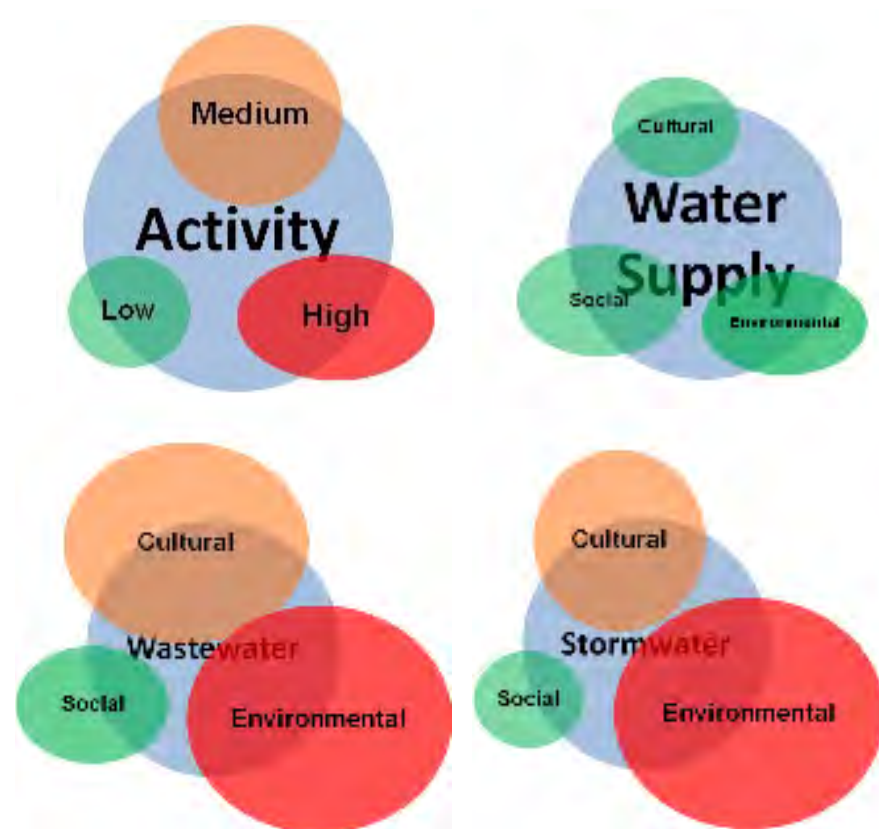 Medium
Activity
Low
High
Cultural
Water
Supply
Social
Environmental
Cultural
Wastewater
Social
Environmental
Cultural
Stormwater
Social
Environmental